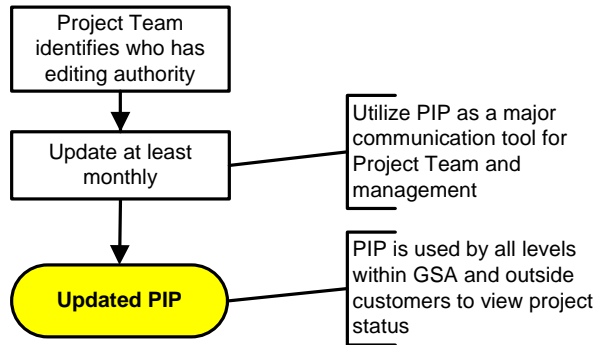 Project Team
identifies who has
editing authority
Update at least
monthly
Utilize PIP as a major
communication tool for
Project Team and
management
Updated PIP
PIP is used by all levels
within GSA and outside
customers to view project
status